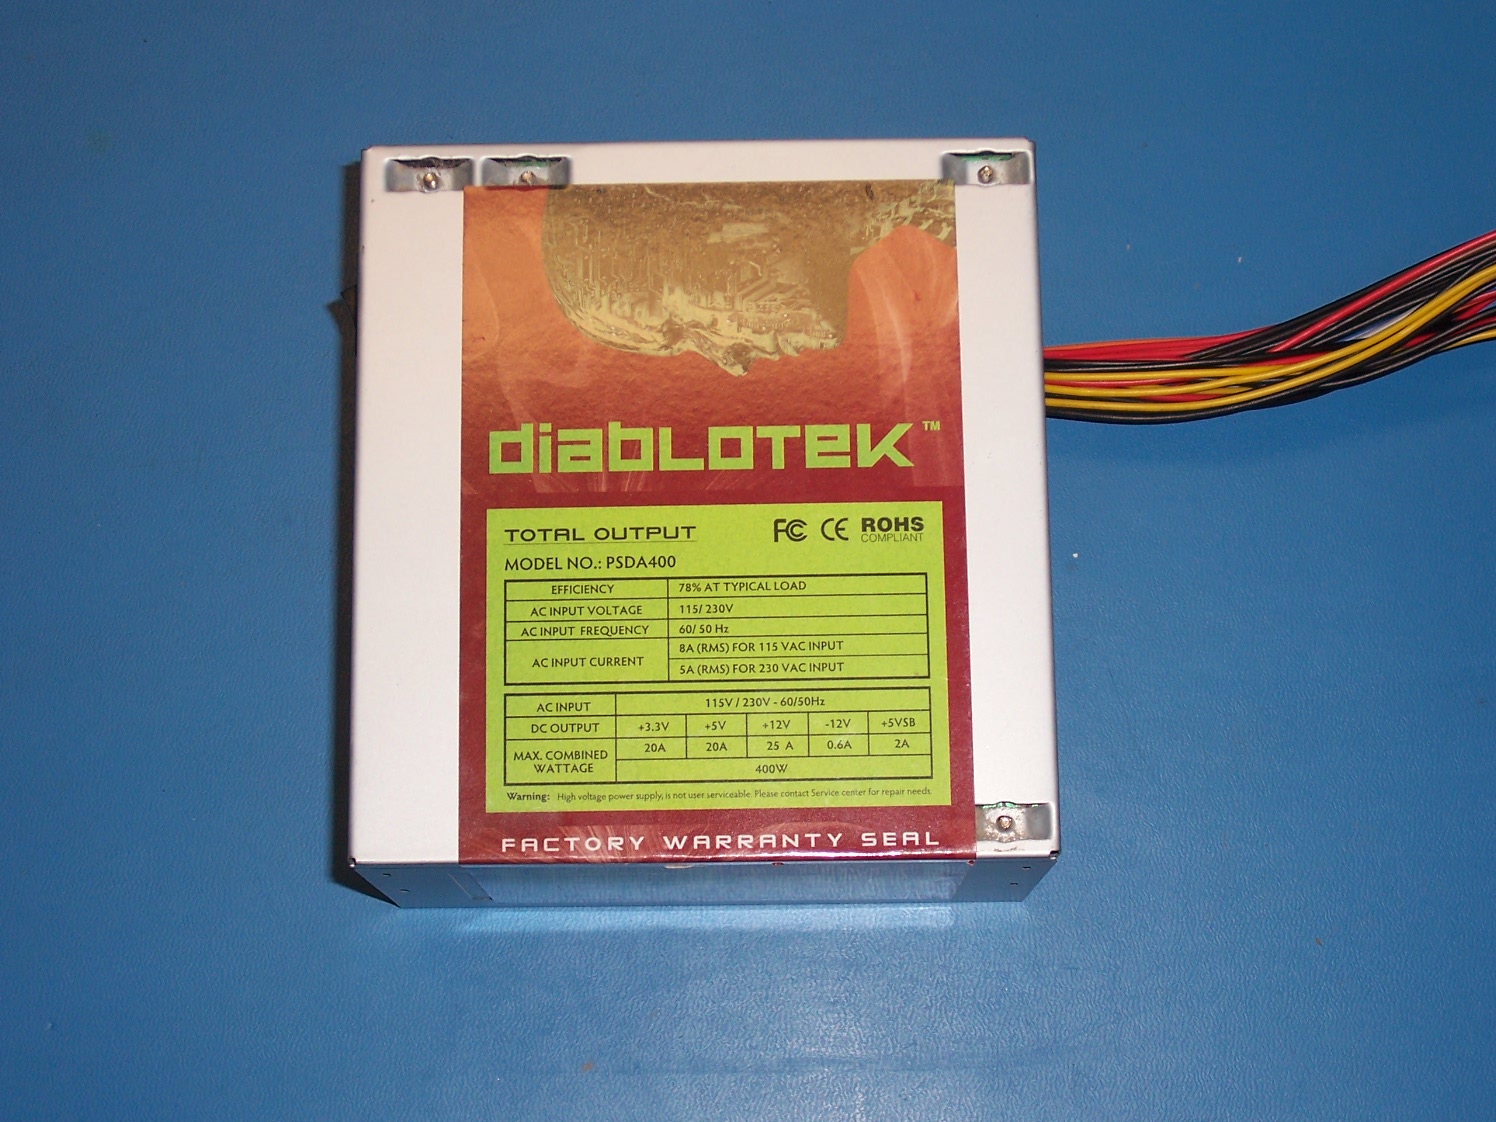 diablotek™
TOTAL OUTPUT
FC CE ROHS
COMPLIANT
MODEL NO.: PSDA400
EFFICIENCY 78% AT TYPICAL LOAD
AC INPUT VOLTAGE 115/ 230V
AC INPUT FREQUENCY 60/ 50 Hz
AC INPUT CURRENT 8A (RMS) FOR 115 VAC INPUT
5A (RMS) FOR 230 VAC INPUT
AC INPUT 115V / 230V - 60/50Hz
DC OUTPUT +3.3V +5V +12V -12V +5VSB
MAX. COMBINED WATTAGE 20A 20A 25 A 0.6A 2A
400W
Warning: High voltage power supply, is not user serviceable. Please contact Service center for repair needs.
FACTORY WARRANTY SEAL